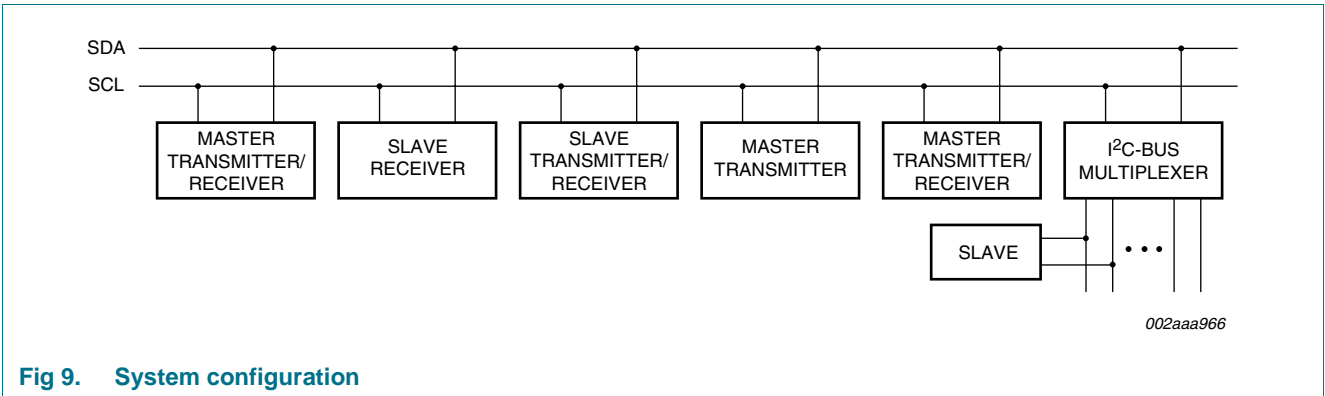 SDA
SCL
MASTER
TRANSMITTER/
RECEIVER
SLAVE
RECEIVER
SLAVE
TRANSMITTER/
RECEIVER
MASTER
TRANSMITTER
MASTER
TRANSMITTER/
RECEIVER
I²C-BUS
MULTIPLEXER
SLAVE
002aaa966
Fig 9. System configuration